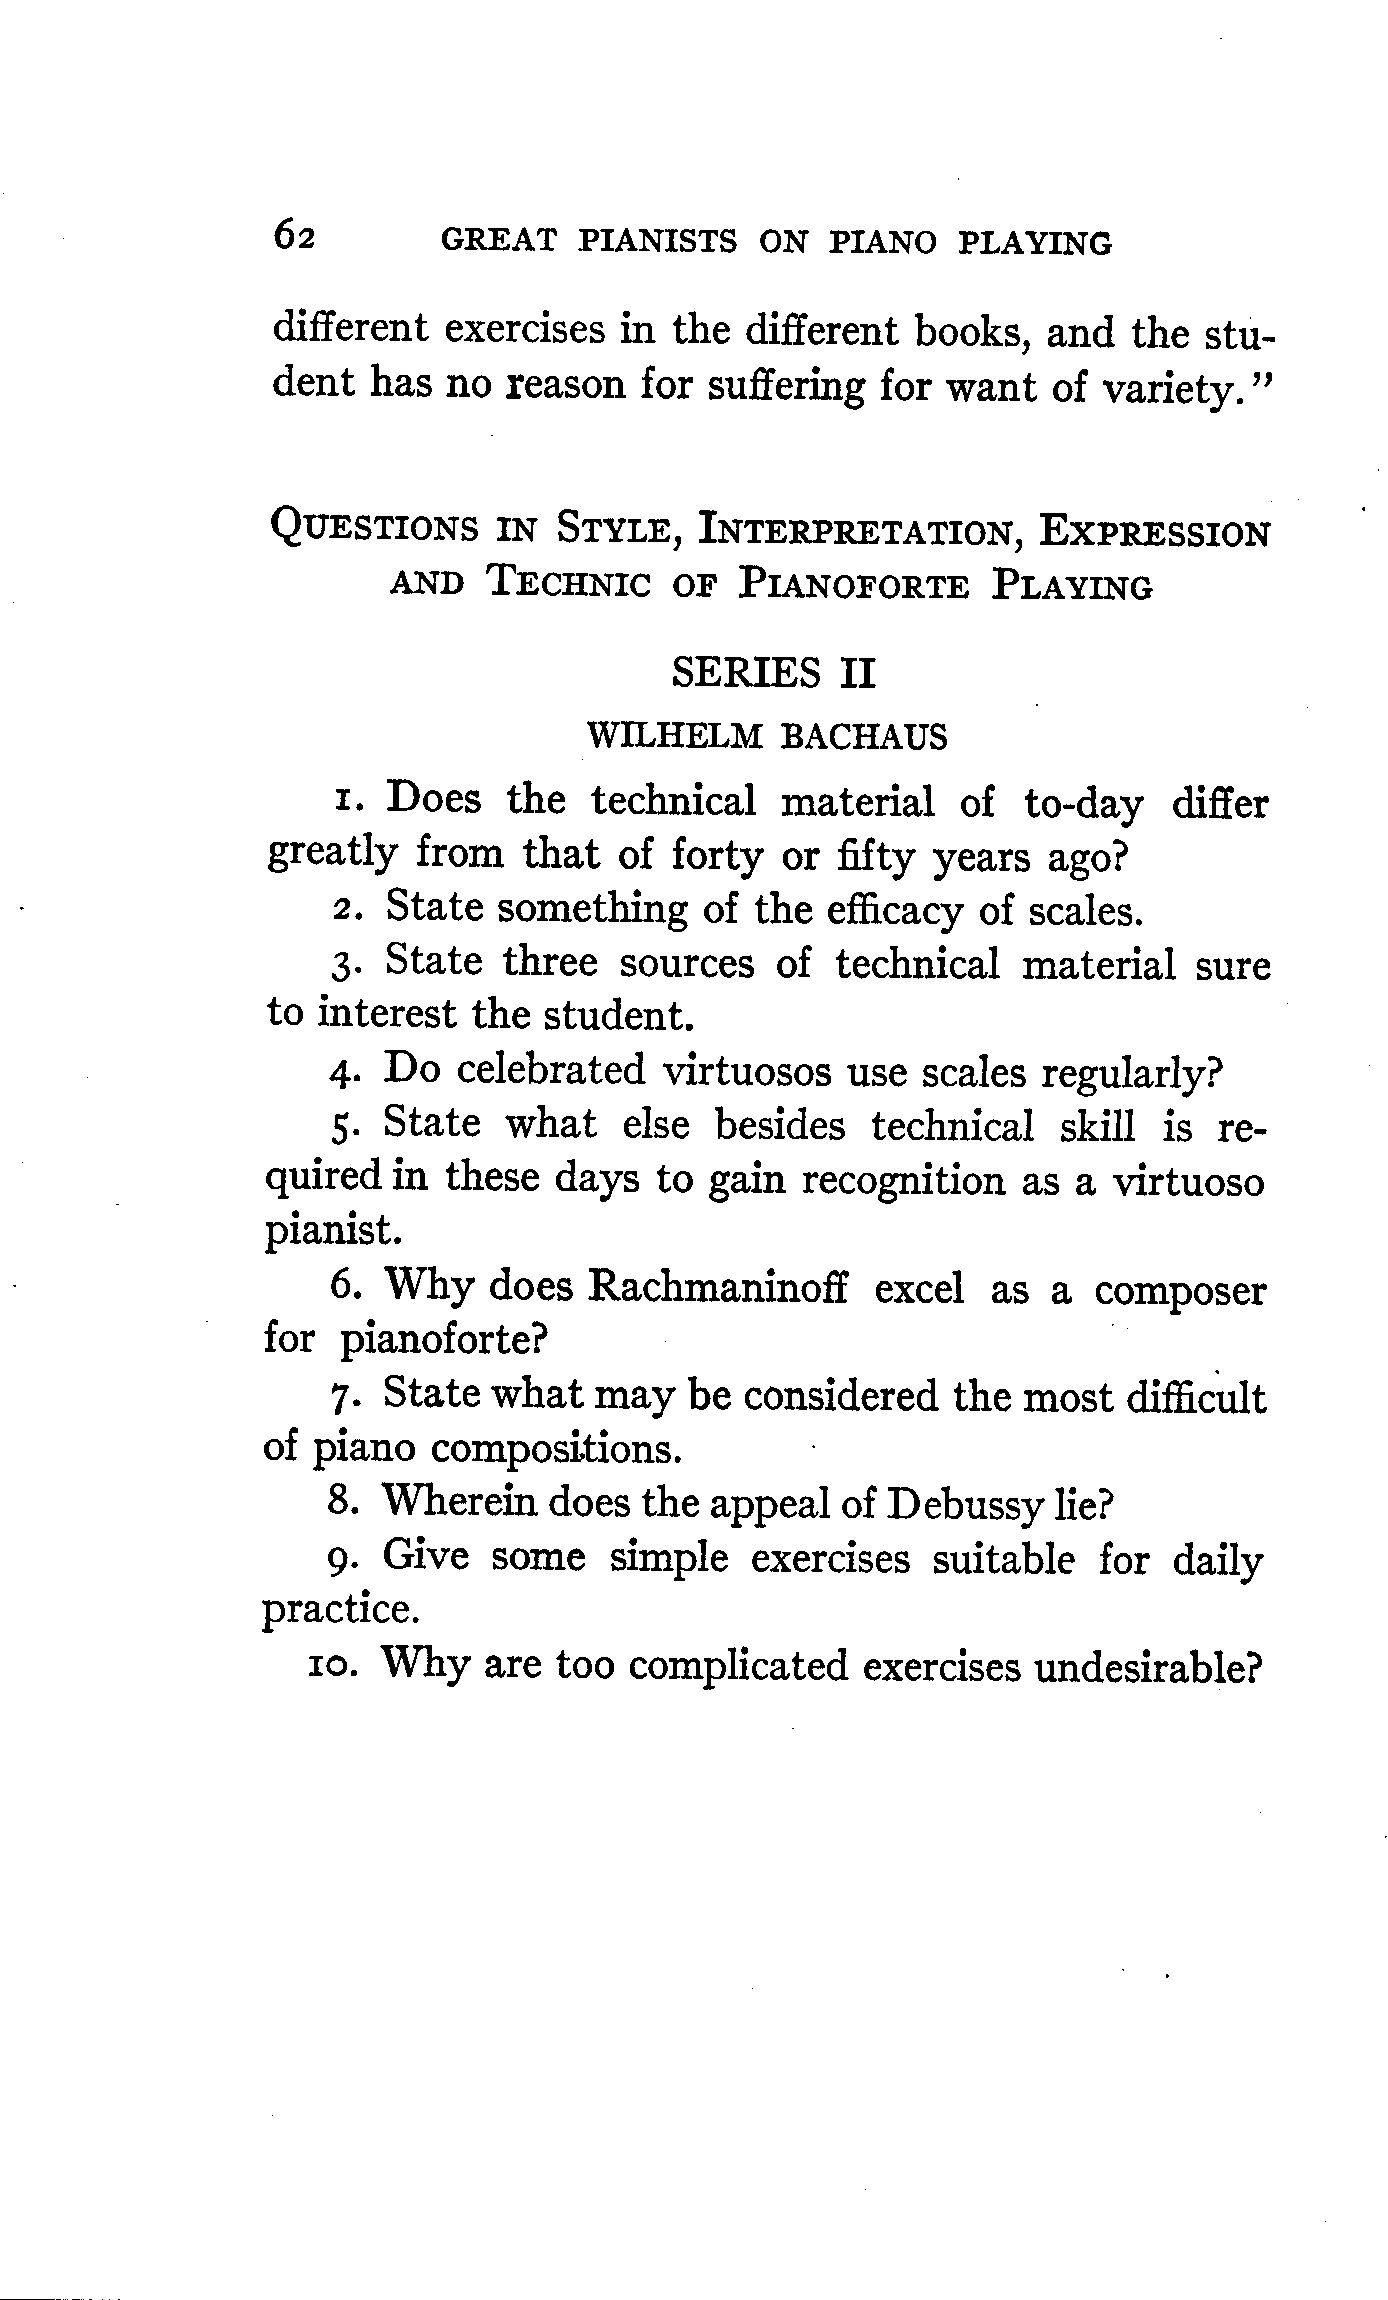 62 GREAT PIANISTS ON PIANO PLAYING
different exercises in the different books, and the stu-
dent has no reason for suffering for want of variety."
QUESTIONS IN STYLE, INTERPRETATION, EXPRESSION
AND TECHNIC OF PIANOFORTE PLAYING
SERIES II
WILHELM BACHAUS
1. Does the technical material of to-day differ
greatly from that of forty or fifty years ago?
2. State something of the efficacy of scales.
3. State three sources of technical material sure
to interest the student.
4. Do celebrated virtuosos use scales regularly?
5. State what else besides technical skill is re-
quired in these days to gain recognition as a virtuoso
pianist.
6. Why does Rachmaninoff excel as a composer
for pianoforte?
7. State what may be considered the most difficult
of piano compositions.
8. Wherein does the appeal of Debussy lie?
9. Give some simple exercises suitable for daily
practice.
10. Why are too complicated exercises undesirable?